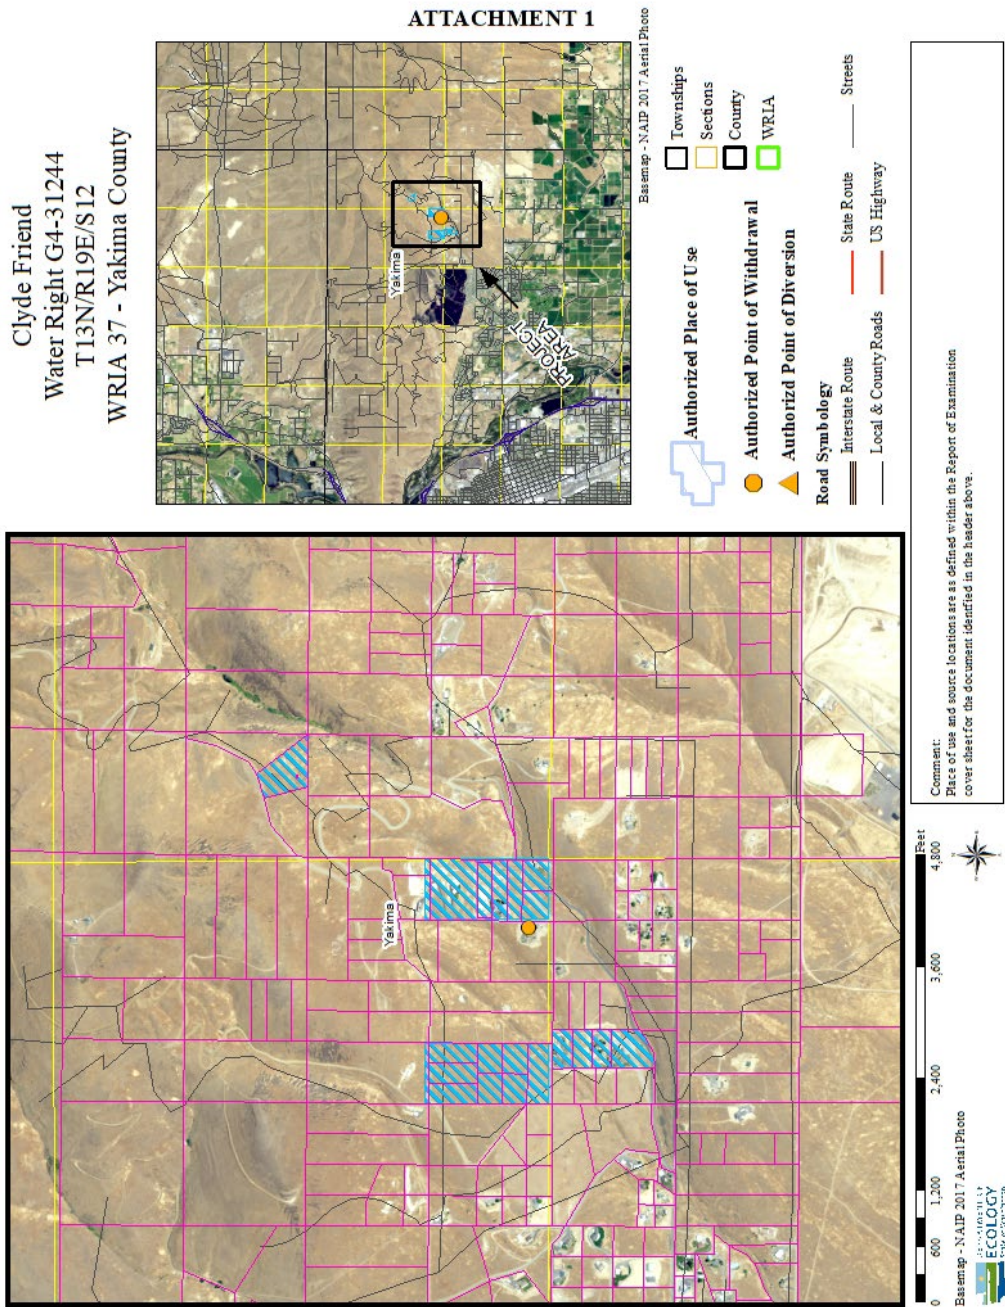 ATTACHMENT 1
Clyde Friend
Water Right G4-31244
T13N/R19E/S12
WRIA 37 - Yakima County
Yakima
PROJECT
AREA
Basemap - NAIP 2017 Aerial Photo
Authorized Place of Use
Authorized Point of Withdrawal
Authorizd Point of Diversion
Townships
Sections
County
WRIA
Road Symbology
Interstate Route
State Route
Streets
Local & County Roads
US Highway
Yakima
0 600 1,200 2,400 3,600 4,800
Feet
Basemap - NAIP 2017 Aerial Photo
ECOLOGY
Comment:
Place of use and source locations are as defined within the Report of Examination
cover sheet for the document identified in the header above.